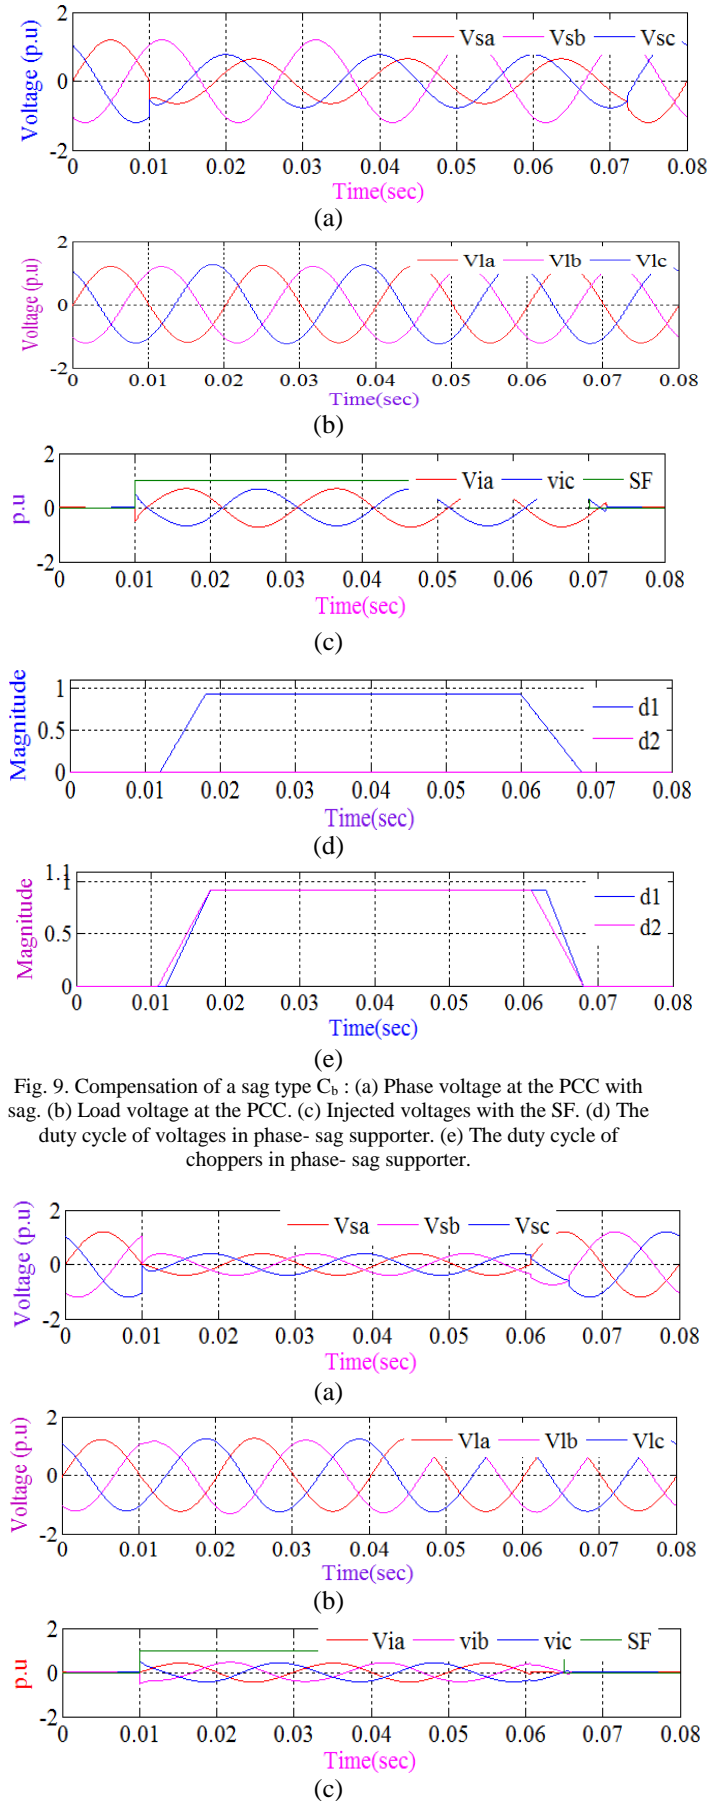 2
Vsa Vsb Vsc
Voltage (p.u)
0
-2
0 0.01 0.02 0.03 0.04 0.05 0.06 0.07 0.08
Time(sec)
(a)
2
Vla Vlb Vlc
Voltage (p.u)
0
-2
0 0.01 0.02 0.03 0.04 0.05 0.06 0.07 0.08
Time(sec)
(b)
2
Via vic SF
p.u
0
-2
0 0.01 0.02 0.03 0.04 0.05 0.06 0.07 0.08
Time(sec)
(c)
1
d1
Magnitude
0.5
d2
0
0 0.01 0.02 0.03 0.04 0.05 0.06 0.07 0.08
Time(sec)
(d)
1.1
1
d1
Magnitude
0.5
d2
0
0 0.01 0.02 0.03 0.04 0.05 0.06 0.07 0.08
Time(sec)
(e)
Fig. 9. Compensation of a sag type Cb : (a) Phase voltage at the PCC with
sag. (b) Load voltage at the PCC. (c) Injected voltages with the SF. (d) The
duty cycle of voltages in phase- sag supporter. (e) The duty cycle of
choppers in phase- sag supporter.
2
Vsa Vsb Vsc
Voltage (p.u)
0
-2
0 0.01 0.02 0.03 0.04 0.05 0.06 0.07 0.08
Time(sec)
(a)
2
Vla Vlb Vlc
Voltage (p.u)
0
-2
0 0.01 0.02 0.03 0.04 0.05 0.06 0.07 0.08
Time(sec)
(b)
2
Via vib vic SF
p.u
0
-2
0 0.01 0.02 0.03 0.04 0.05 0.06 0.07 0.08
Time(sec)
(c)